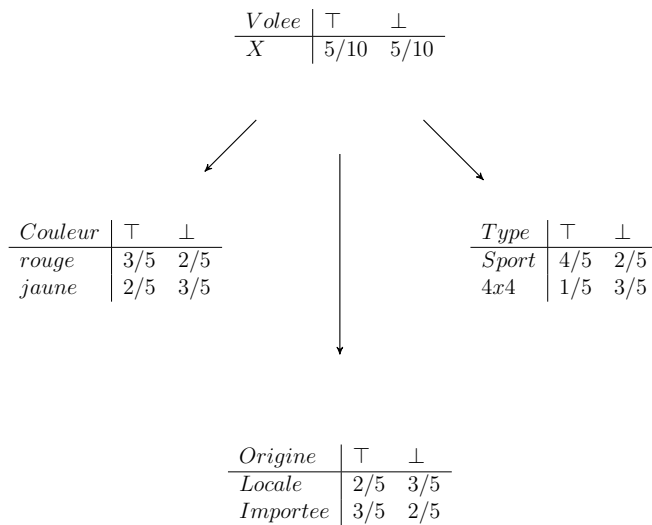 Volee ⊤ ⊥
X 5/10 5/10
Couleur ⊤ ⊥
rouge 3/5 2/5
jaune 2/5 3/5
Type ⊤ ⊥
Sport 4/5 2/5
4x4 1/5 3/5
Origine ⊤ ⊥
Locale 2/5 3/5
Importee 3/5 2/5